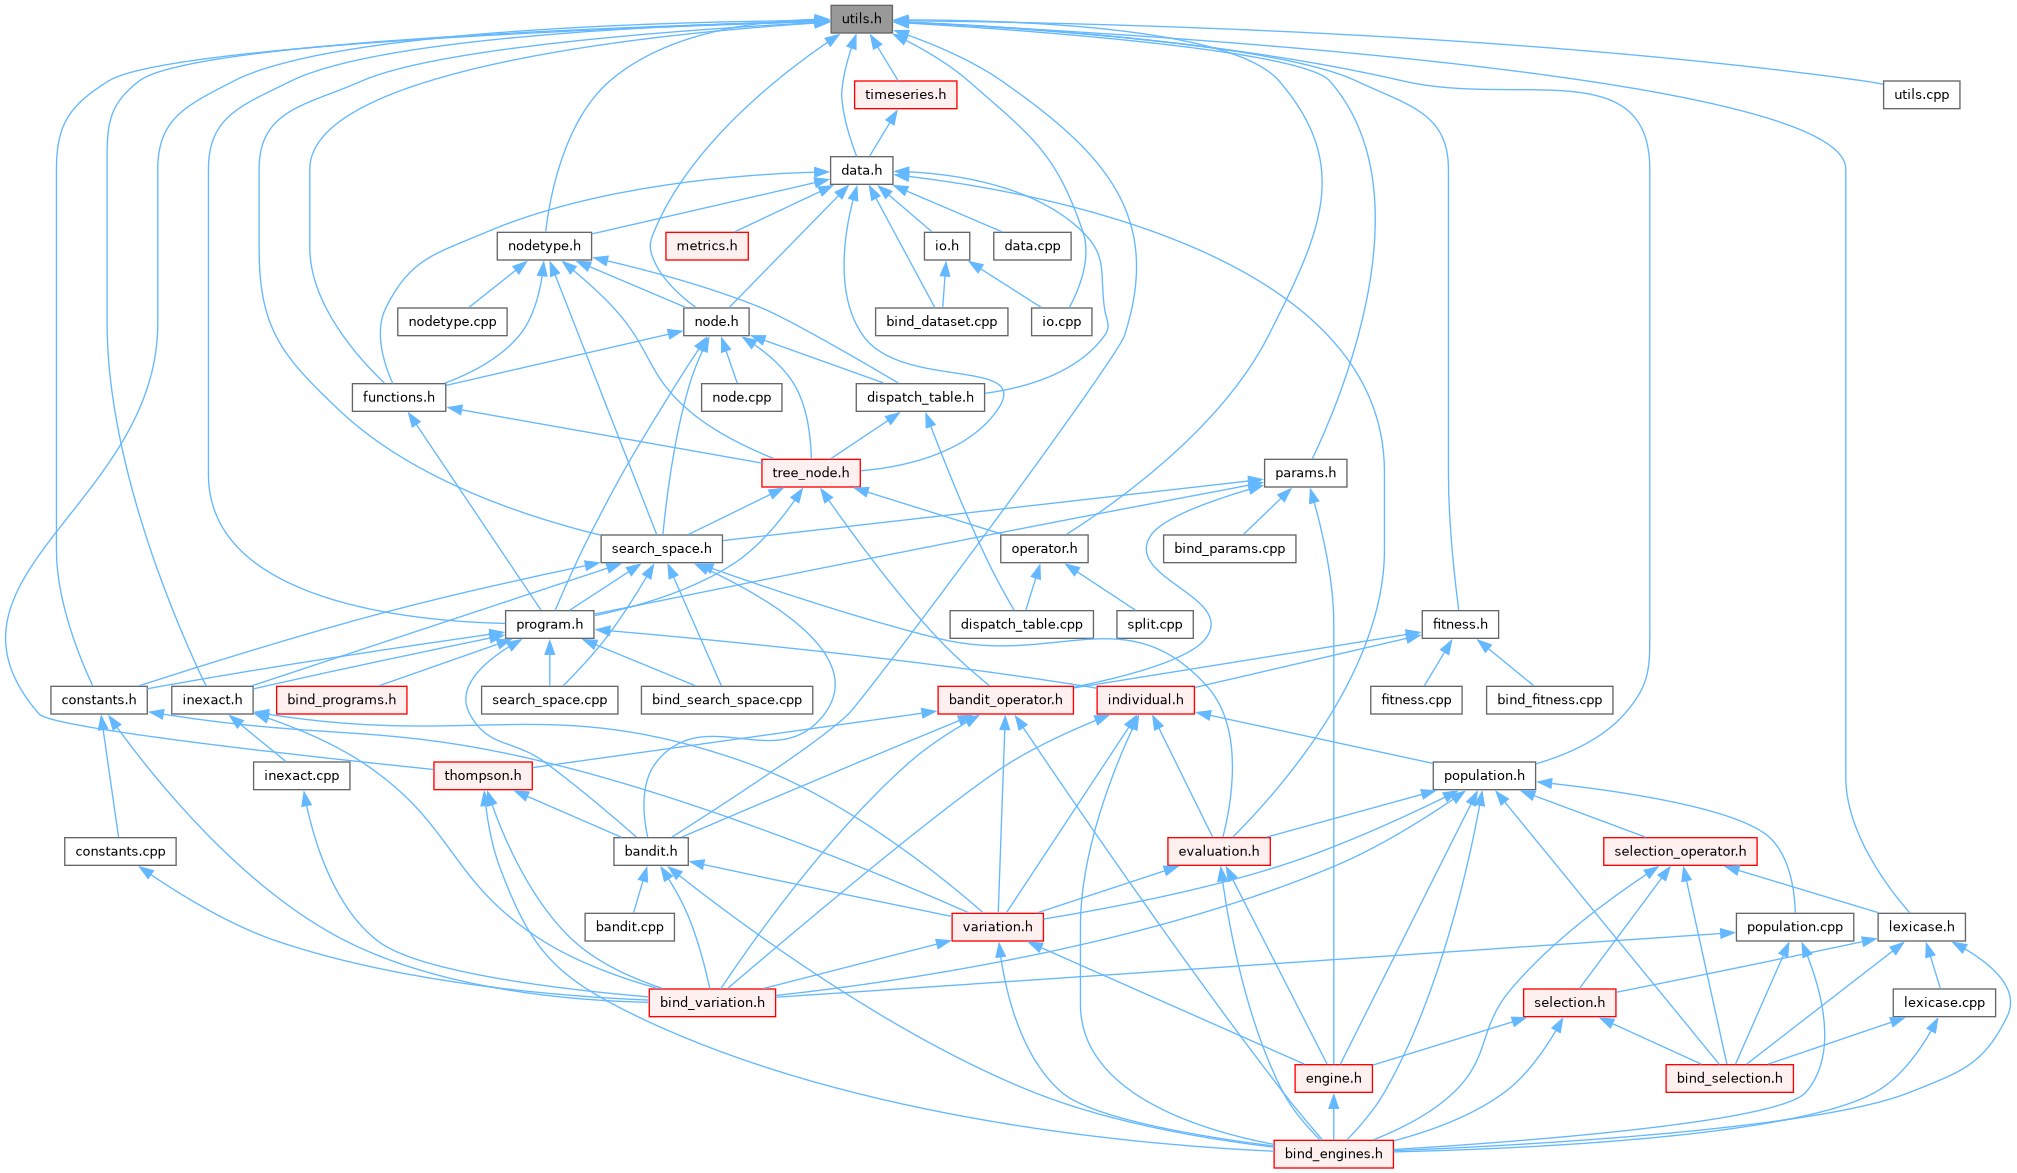 utils.h
timeseries.h
utils.cpp
data.h
nodetype.h
metrics.h
io.h
data.cpp
nodetype.cpp
node.h
bind_dataset.cpp
io.cpp
functions.h
node.cpp
dispatch_table.h
tree_node.h
params.h
search_space.h
operator.h
bind_params.cpp
program.h
dispatch_table.cpp
split.cpp
fitness.h
constants.h
inexact.h
bind_programs.h
search_space.cpp
bind_search_space.cpp
bandit_operator.h
individual.h
fitness.cpp
bind_fitness.cpp
inexact.cpp
thompson.h
population.h
constants.cpp
bandit.h
evaluation.h
selection_operator.h
bandit.cpp
variation.h
population.cpp
lexicase.h
bind_variation.h
selection.h
lexicase.cpp
engine.h
bind_selection.h
bind_engines.h